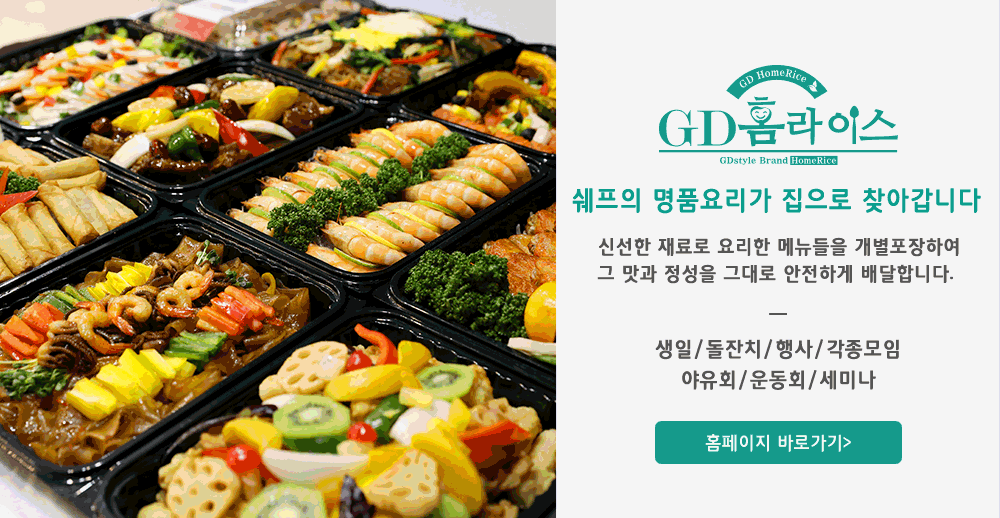 GD HomeRice
GD홈라이스
GDstyle Brand HomeRice
쉐프의 명품요리가 집으로 찾아갑니다
신선한 재료로 요리한 메뉴들을 개별포장하여
그 맛과 정성을 그대로 안전하게 배달합니다.
생일/돌잔치/행사/각종모임
야유회/운동회/세미나
홈페이지 바로가기>